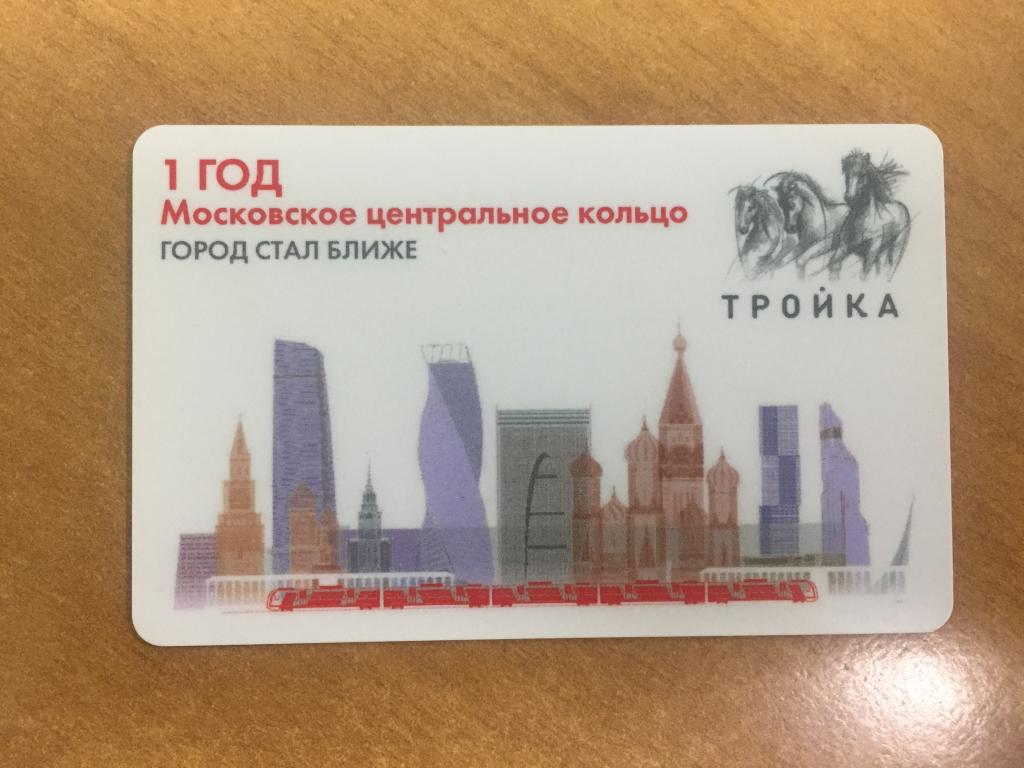 1 ГОД
Московское центральное кольцо
ГОРОД СТАЛ БЛИЖЕ
ТРОЙКА